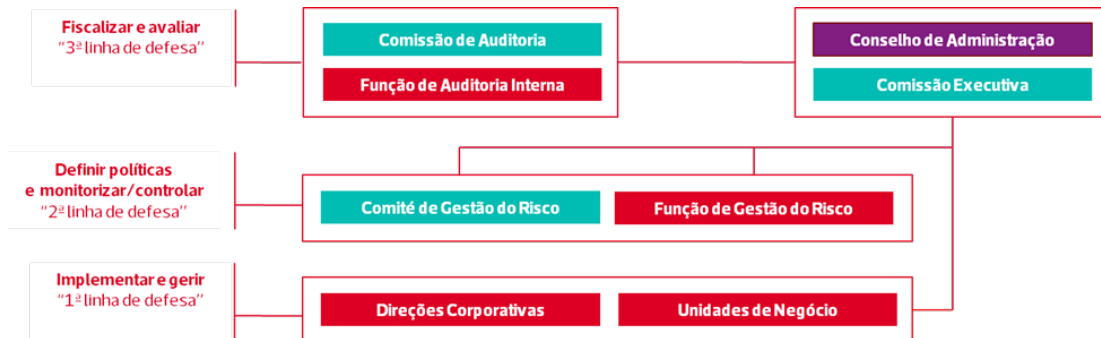 Fiscalizar e avaliar
“3ª linha de defesa”
Comissão de Auditoria
Função de Auditoria Interna
Conselho de Administração
Comissão Executiva
Definir políticas
e monitorizar/controlar
“2ª linha de defesa”
Comité de Gestão do Risco
Função de Gestão do Risco
Implementar e gerir
“1ª linha de defesa”
Direções Corporativas
Unidades de Negócio